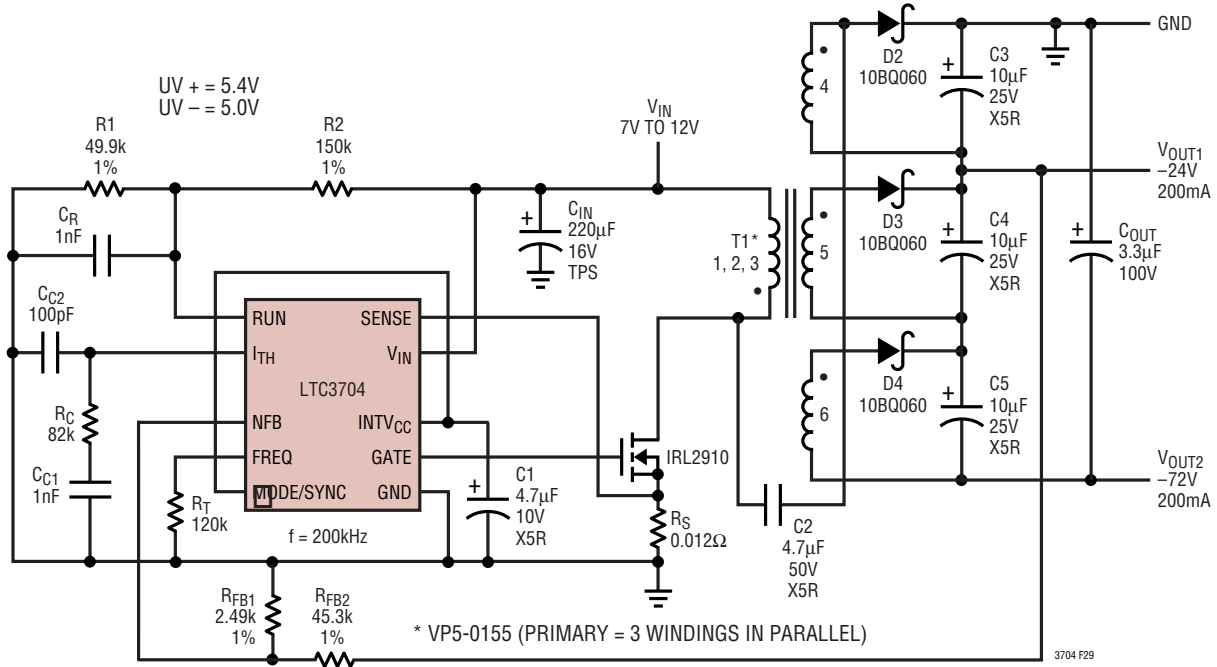 UV + = 5.4V
UV – = 5.0V
R1
49.9k
1%
R2
150k
1%
VIN
7V TO 12V
CR
1nF
CIN
220µF
16V
TPS
CC2
100pF
RC
82k
CC1
1nF
RUN
ITH
NFB
FREQ
MODE/SYNC
LTC3704
SENSE
VIN
INTVCC
GATE
GND
RT
120k
f = 200kHz
C1
4.7µF
10V
X5R
IRL2910
RS
0.012Ω
C2
4.7µF
50V
X5R
RFB1
2.49k
1%
RFB2
45.3k
1%
T1*
1, 2, 3
4
5
6
D2
10BQ060
D3
10BQ060
D4
10BQ060
+
C3
10µF
25V
X5R
+
C4
10µF
25V
X5R
+
C5
10µF
25V
X5R
+
COUT
3.3µF
100V
+
+
GND
VOUT1
–24V
200mA
VOUT2
–72V
200mA
* VP5-0155 (PRIMARY = 3 WINDINGS IN PARALLEL)
3704 F29